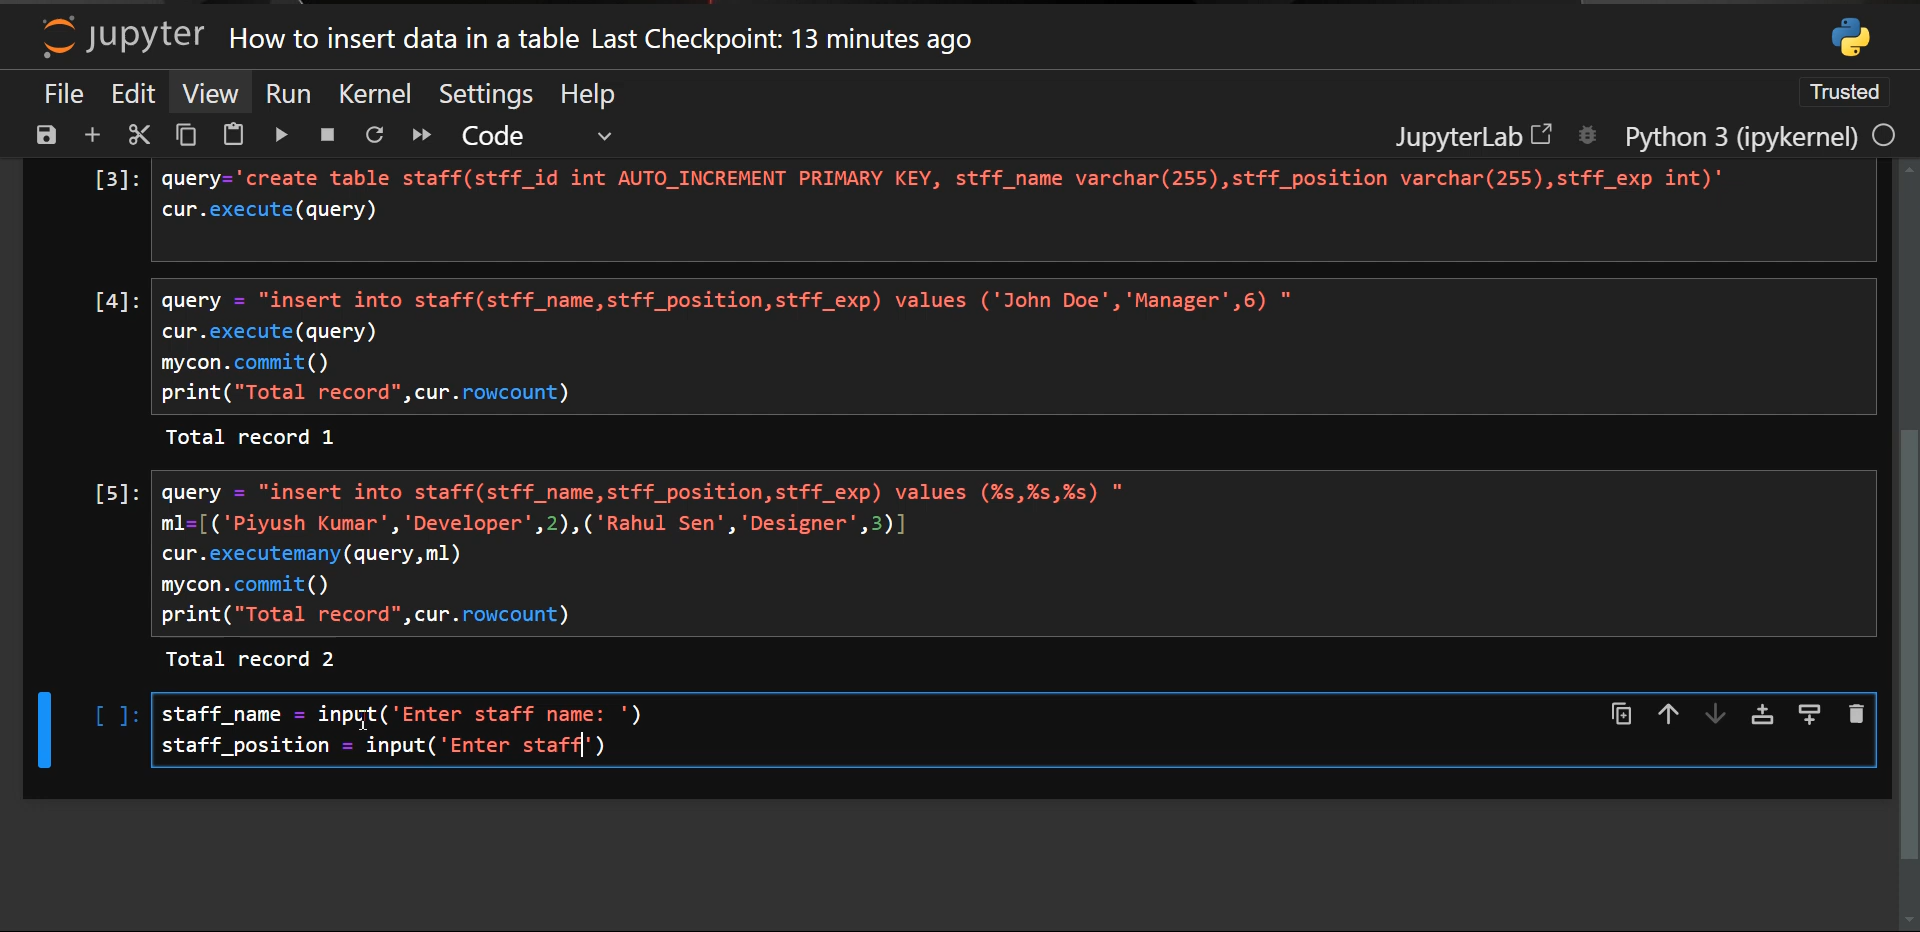 jupyter How to insert data in a table Last Checkpoint: 13 minutes ago
File Edit View Run Kernel Settings Help Trusted
Code JupyterLab Python 3 (ipykernel)
[3]: query='create table staff(stff_id int AUTO_INCREMENT PRIMARY KEY, stff_name varchar(255),stff_position varchar(255),stff_exp int)'
cur.execute(query)
[4]: query = "insert into staff(stff_name,stff_position,stff_exp) values ('John Doe','Manager',6) "
cur.execute(query)
mycon.commit()
print("Total record",cur.rowcount)
Total record 1
[5]: query = "insert into staff(stff_name,stff_position,stff_exp) values (%s,%s,%s) "
ml=[('Piyush Kumar','Developer',2),('Rahul Sen','Designer',3)]
cur.executemany(query,ml)
mycon.commit()
print("Total record",cur.rowcount)
Total record 2
[ ]: staff_name = input('Enter staff name: ')
staff_position = input('Enter staff')